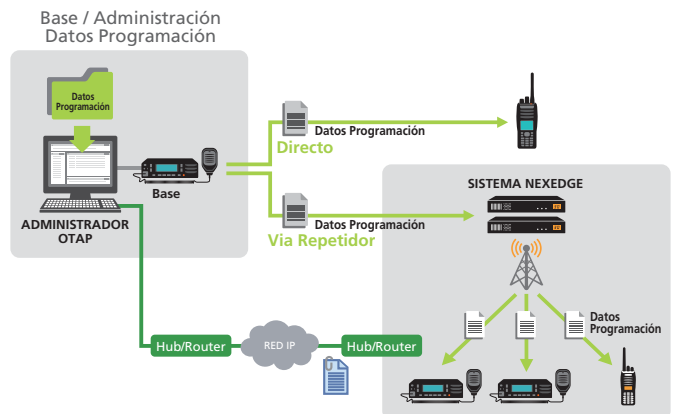 Base / Administración
Datos Programación
Datos
Programación
Base
ADMINISTRADOR
OTAP
Datos Programación
Directo
Datos Programación
Via Repetidor
SISTEMA NEXEDGE
Datos
Programación
Hub/Router
RED IP
Hub/Router